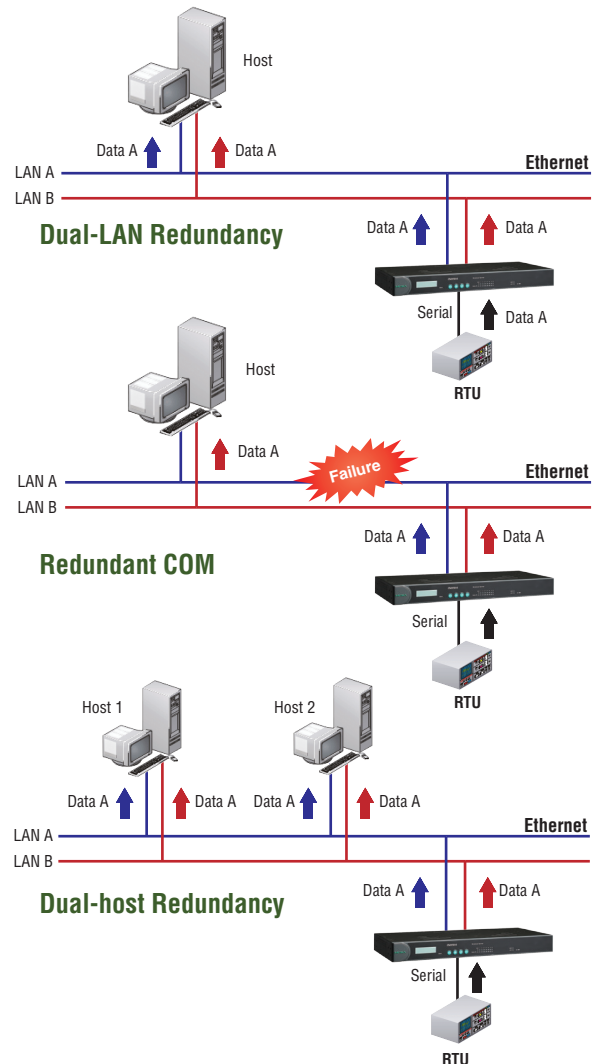 Host
Data A
Data A
LAN A
Ethernet
LAN B
Dual-LAN Redundancy
Data A
Data A
Serial
Data A
RTU
Host
Data A
Failure
LAN A
Ethernet
LAN B
Data A
Data A
Redundant COM
Serial
RTU
Host 1
Host 2
Data A
Data A
Data A
Data A
LAN A
Ethernet
LAN B
Data A
Data A
Dual-host Redundancy
Serial
RTU